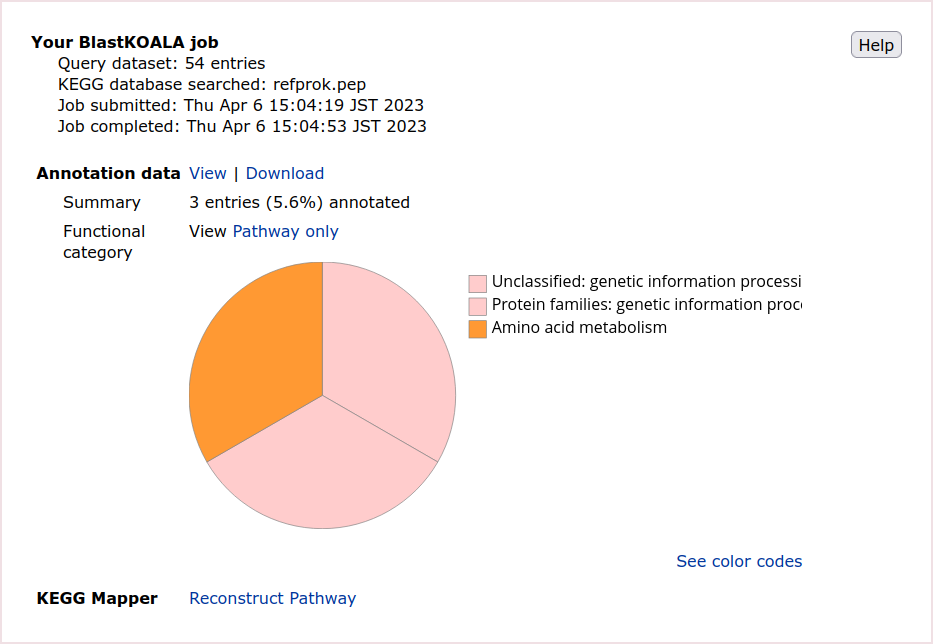 Your BlastKOALA job
Help
Query dataset: 54 entries
KEGG database searched: refprok.pep
Job submitted: Thu Apr 6 15:04:19 JST 2023
Job completed: Thu Apr 6 15:04:53 JST 2023
Annotation data View | Download
Summary 3 entries (5.6%) annotated
Functional category View Pathway only
Unclassified: genetic information processi
Protein families: genetic information proc
Amino acid metabolism
See color codes
KEGG Mapper Reconstruct Pathway